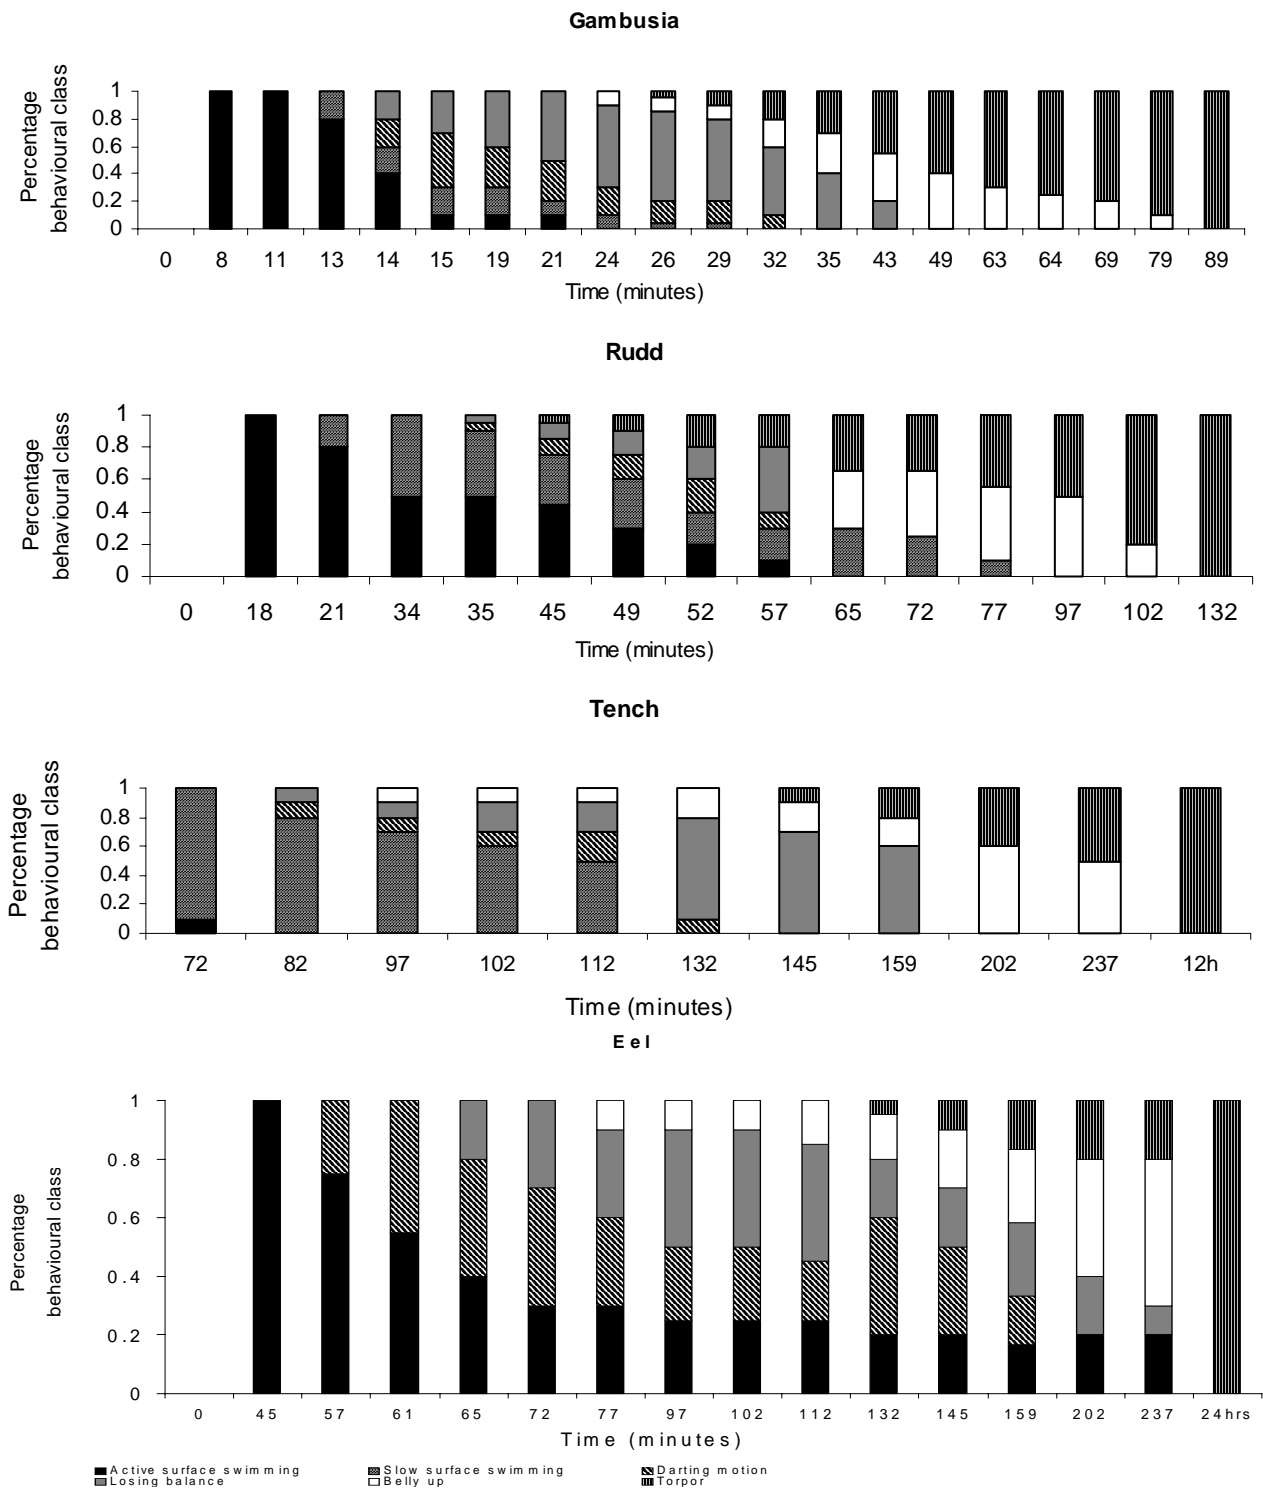 Gambusia
Percentage
behavioural class
1
0.8
0.6
0.4
0.2
0
0 8 11 13 14 15 19 21 24 26 29 32 35 43 49 63 64 69 79 89
Time (minutes)
Rudd
Percentage
behavioural class
1
0.8
0.6
0.4
0.2
0
0 18 21 34 35 45 49 52 57 65 72 77 97 102 132
Time (minutes)
Tench
Percentage
behavioural class
1
0.8
0.6
0.4
0.2
0
72 82 97 102 112 132 145 159 202 237 12h
Time (minutes)
Eel
Percentage
behavioural class
1
0.8
0.6
0.4
0.2
0
0 45 57 61 65 72 77 97 102 112 132 145 159 202 237 24hrs
Time (minutes)
Active surface swimming Slow surface swimming Darting motion
Losing balance Belly up Torpor